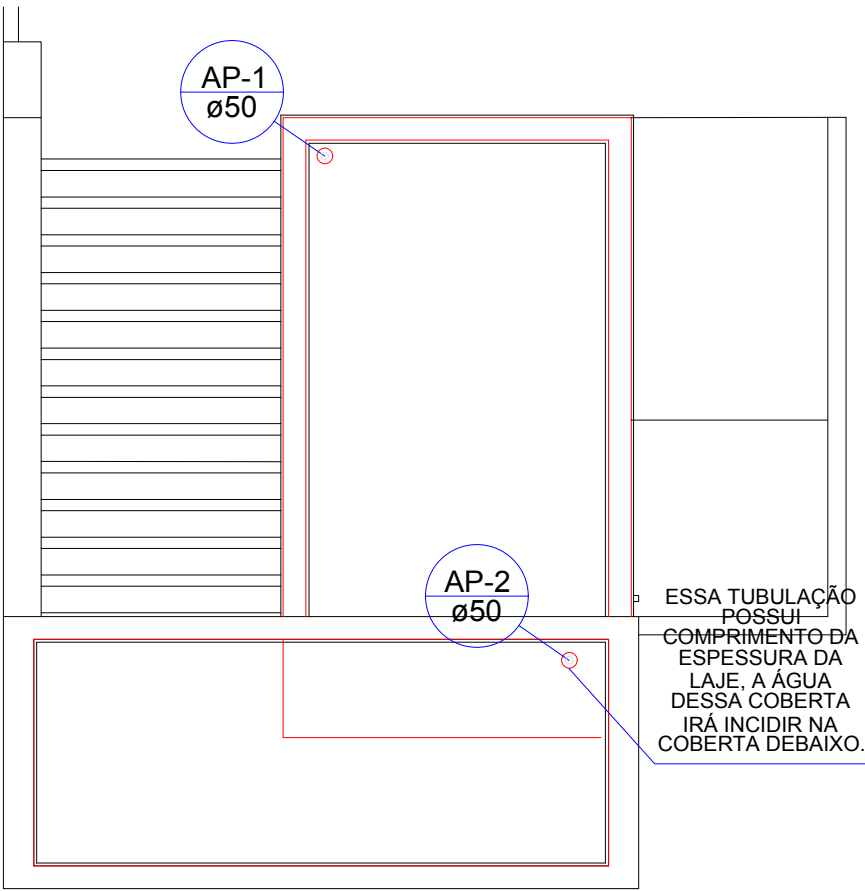 AP-1
ø50
AP-2
ø50
ESSA TUBULAÇÃO
POSSUI
COMPRIMENTO DA
ESPESSURA DA
LAJE, A ÁGUA
DESSA COBERTA
IRÁ INCIDIR NA
COBERTA DEBAIXO.